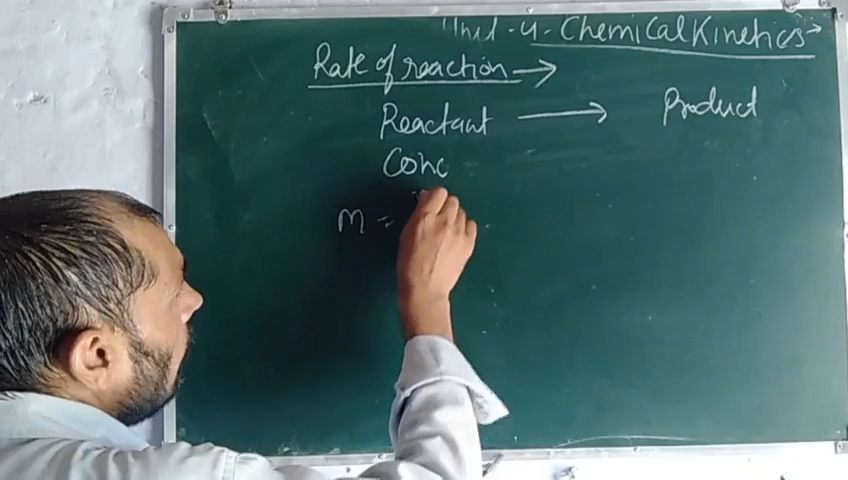 Unit - 4 - Chemical Kinetics →
Rate of reaction →
Reactant → Product
Conc
M =